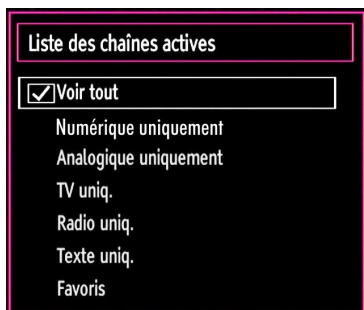 Liste des chaînes actives
Voir tout
Numérique uniquement
Analogique uniquement
TV uniq.
Radio uniq.
Texte uniq.
Favoris